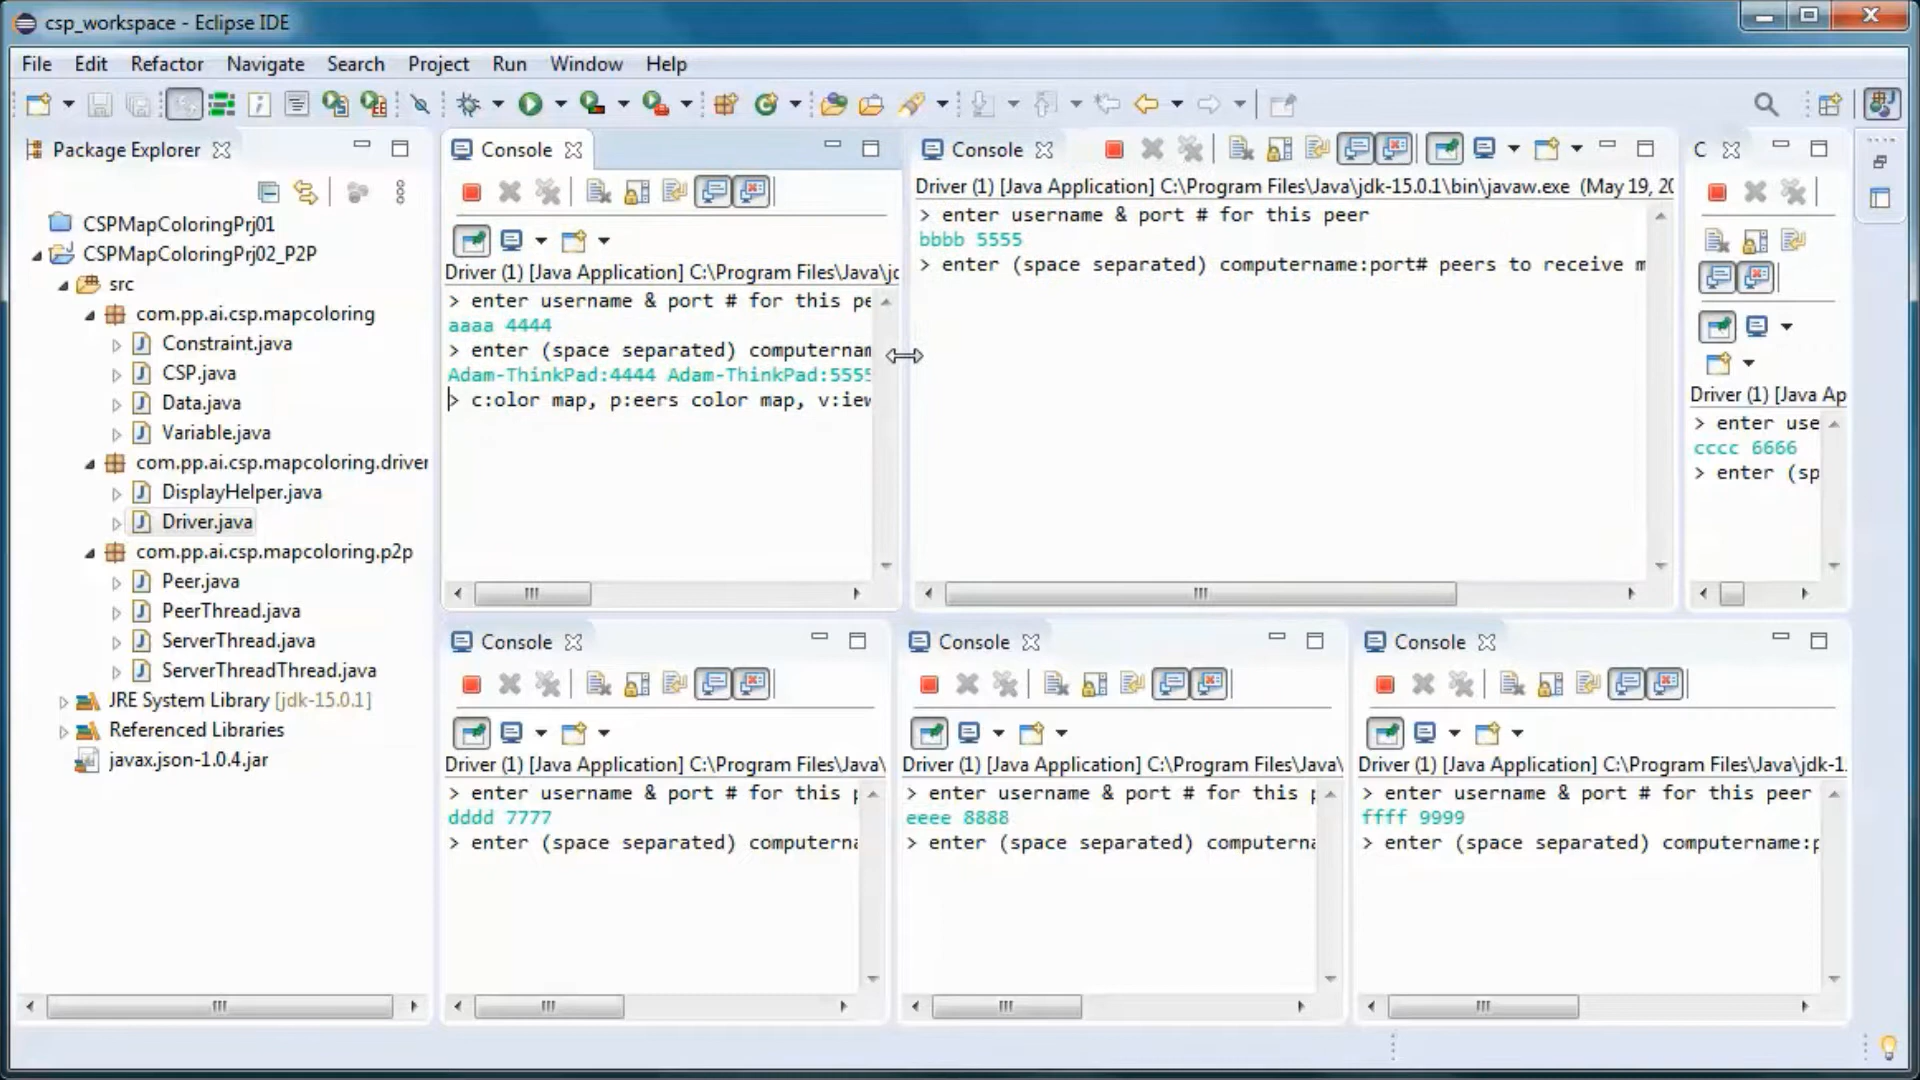 csp_workspace - Eclipse IDE
File Edit Refactor Navigate Search Project Run Window Help
Package Explorer
CSPMapColoringPrj01
CSPMapColoringPrj02_P2P
src
com.pp.ai.csp.mapcoloring
Constraint.java
CSP.java
Data.java
Variable.java
com.pp.ai.csp.mapcoloring.driver
DisplayHelper.java
Driver.java
com.pp.ai.csp.mapcoloring.p2p
Peer.java
PeerThread.java
ServerThread.java
ServerThreadThread.java
JRE System Library [jdk-15.0.1]
Referenced Libraries
javax.json-1.0.4.jar
Console
Driver (1) [Java Application] C:\Program Files\Java\jd
> enter username & port # for this pe
aaaa 4444
> enter (space separated) computernam
Adam-ThinkPad:4444 Adam-ThinkPad:5555
> c:olor map, p:eers color map, v:iew
Console
Driver (1) [Java Application] C:\Program Files\Java\jdk-15.0.1\bin\javaw.exe (May 19, 20
> enter username & port # for this peer
bbbb 5555
> enter (space separated) computername:port# peers to receive m
C
Driver (1) [Java Ap
> enter use
cccc 6666
> enter (sp
Console
Driver (1) [Java Application] C:\Program Files\Java\
> enter username & port # for this p
dddd 7777
> enter (space separated) computerna
Console
Driver (1) [Java Application] C:\Program Files\Java\
> enter username & port # for this p
eeee 8888
> enter (space separated) computerna
Console
Driver (1) [Java Application] C:\Program Files\Java\jdk-1.
> enter username & port # for this peer
ffff 9999
> enter (space separated) computername:p